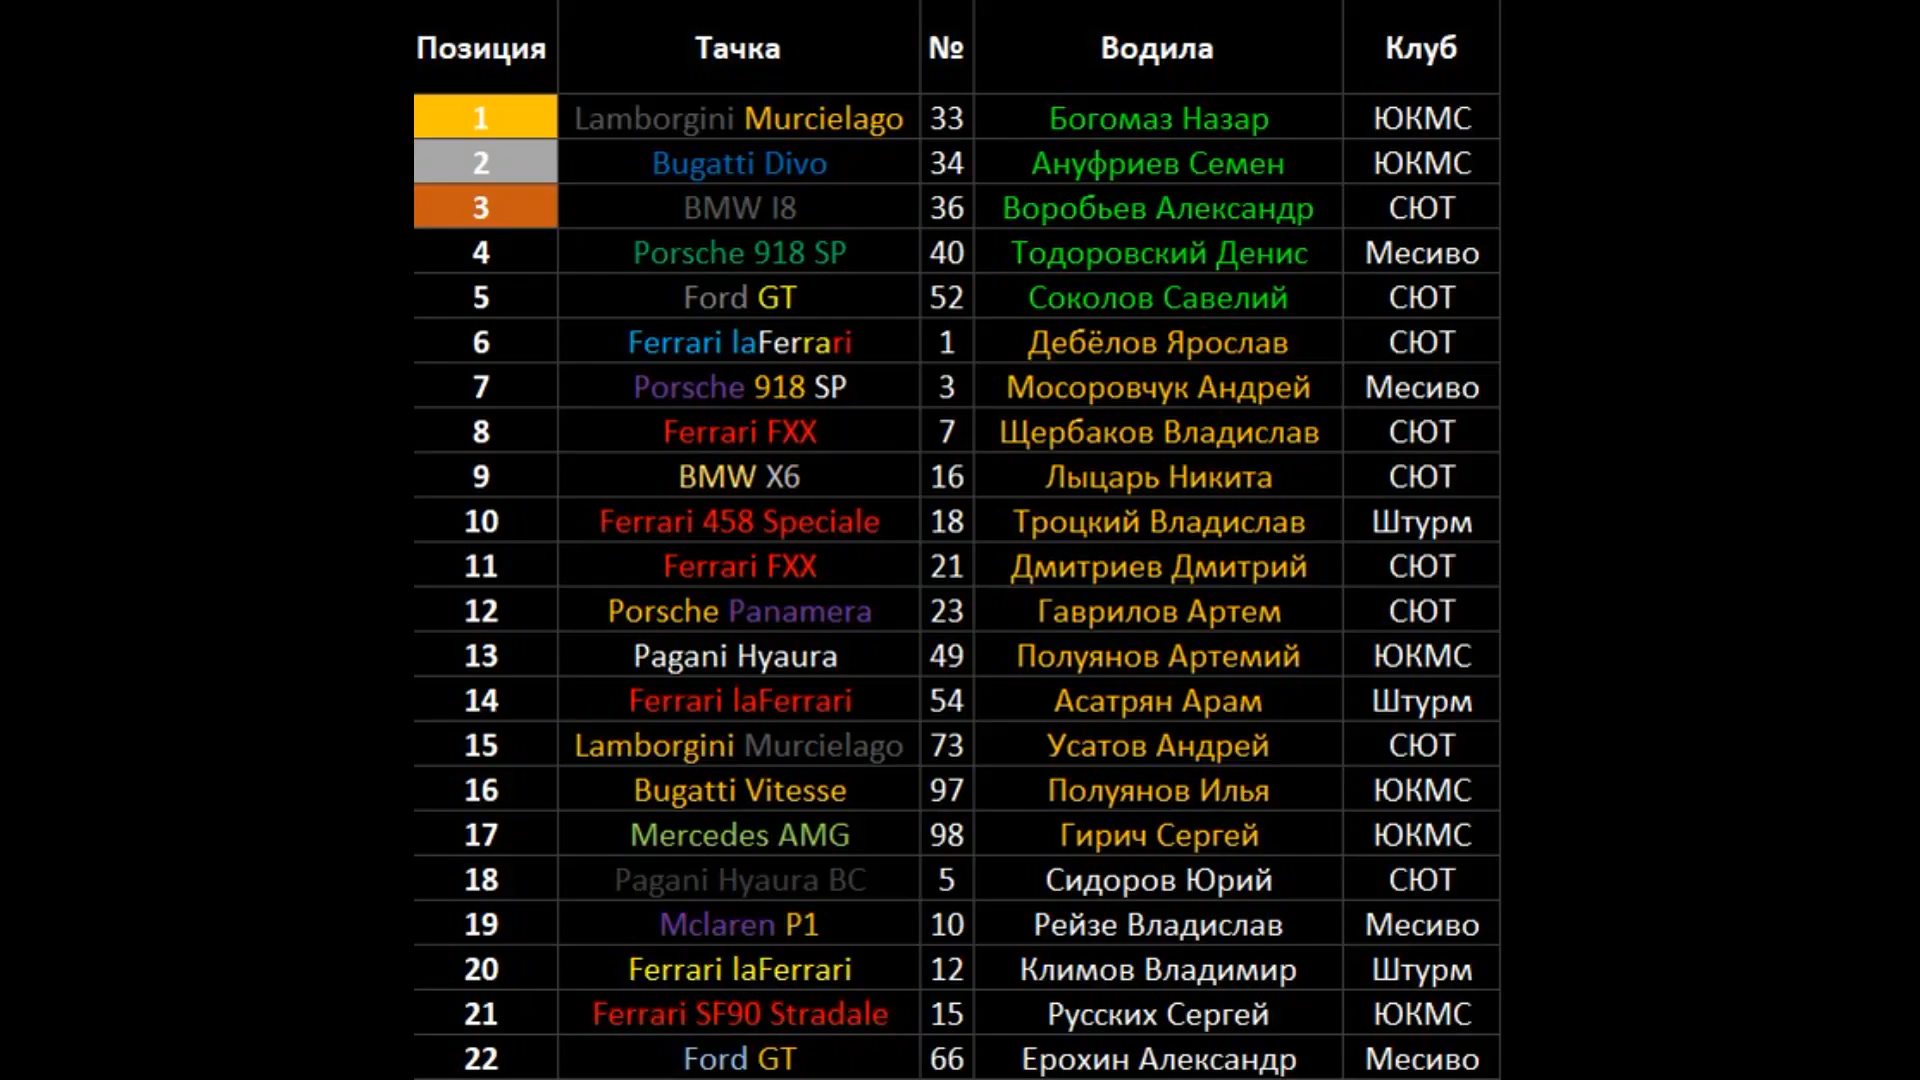 Позиция Тачка № Водила Клуб
1 Lamborgini Murcielago 33 Богомаз Назар ЮКМС
2 Bugatti Divo 34 Ануфриев Семен ЮКМС
3 BMW I8 36 Воробьев Александр СЮТ
4 Porsche 918 SP 40 Тодоровский Денис Месиво
5 Ford GT 52 Соколов Савелий СЮТ
6 Ferrari laFerrari 1 Дебёлов Ярослав СЮТ
7 Porsche 918 SP 3 Мосоровчук Андрей Месиво
8 Ferrari FXX 7 Щербаков Владислав СЮТ
9 BMW X6 16 Лыцарь Никита СЮТ
10 Ferrari 458 Speciale 18 Троцкий Владислав Штурм
11 Ferrari FXX 21 Дмитриев Дмитрий СЮТ
12 Porsche Panamera 23 Гаврилов Артем СЮТ
13 Pagani Hyaura 49 Полуянов Артемий ЮКМС
14 Ferrari laFerrari 54 Асатрян Арам Штурм
15 Lamborgini Murcielago 73 Усатов Андрей СЮТ
16 Bugatti Vitesse 97 Полуянов Илья ЮКМС
17 Mercedes AMG 98 Гирич Сергей ЮКМС
18 Pagani Hyaura BC 5 Сидоров Юрий СЮТ
19 Mclaren P1 10 Рейзе Владислав Месиво
20 Ferrari laFerrari 12 Климов Владимир Штурм
21 Ferrari SF90 Stradale 15 Русских Сергей ЮКМС
22 Ford GT 66 Ерохин Александр Месиво